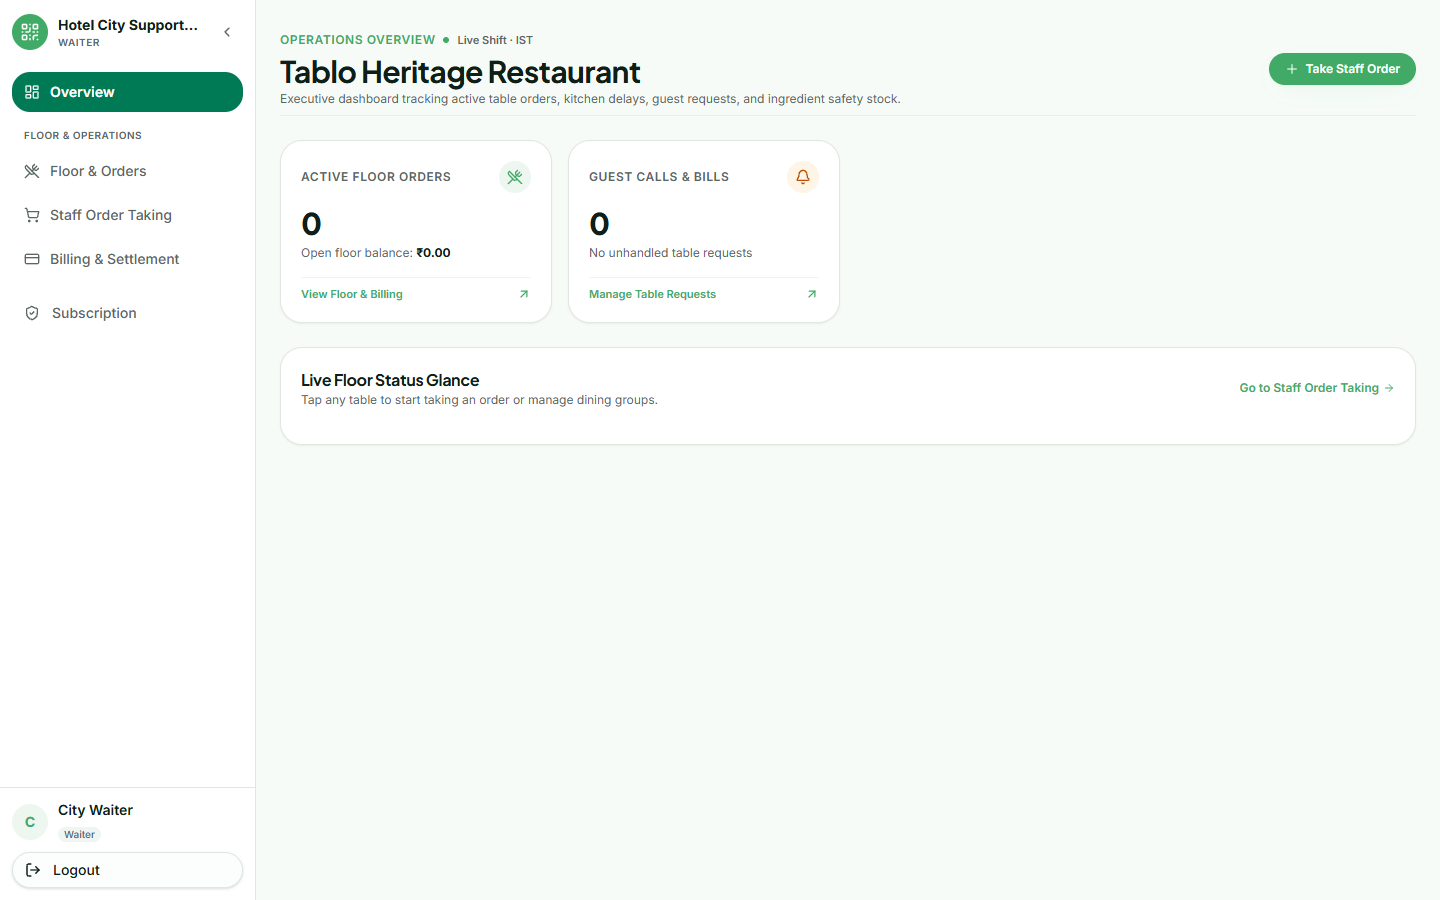 Hotel City Support...
WAITER
Overview
FLOOR & OPERATIONS
Floor & Orders
Staff Order Taking
Billing & Settlement
Subscription
C
City Waiter
Waiter
Logout
OPERATIONS OVERVIEW ● Live Shift · IST
Tablo Heritage Restaurant
Executive dashboard tracking active table orders, kitchen delays, guest requests, and ingredient safety stock.
Take Staff Order
ACTIVE FLOOR ORDERS
0
Open floor balance: ₹0.00
View Floor & Billing
GUEST CALLS & BILLS
0
No unhandled table requests
Manage Table Requests
Live Floor Status Glance
Tap any table to start taking an order or manage dining groups.
Go to Staff Order Taking →